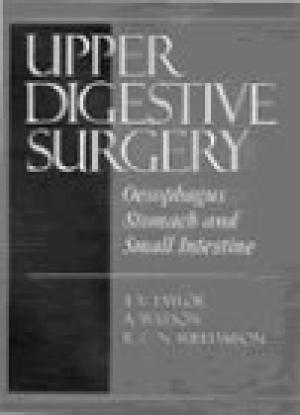 UPPER
DIGESTIVE
SURGERY
Oesophagus
Stomach and
Small Intestine
T. V. TAYLOR
A. WATSON
R. C. N. WILLIAMSON